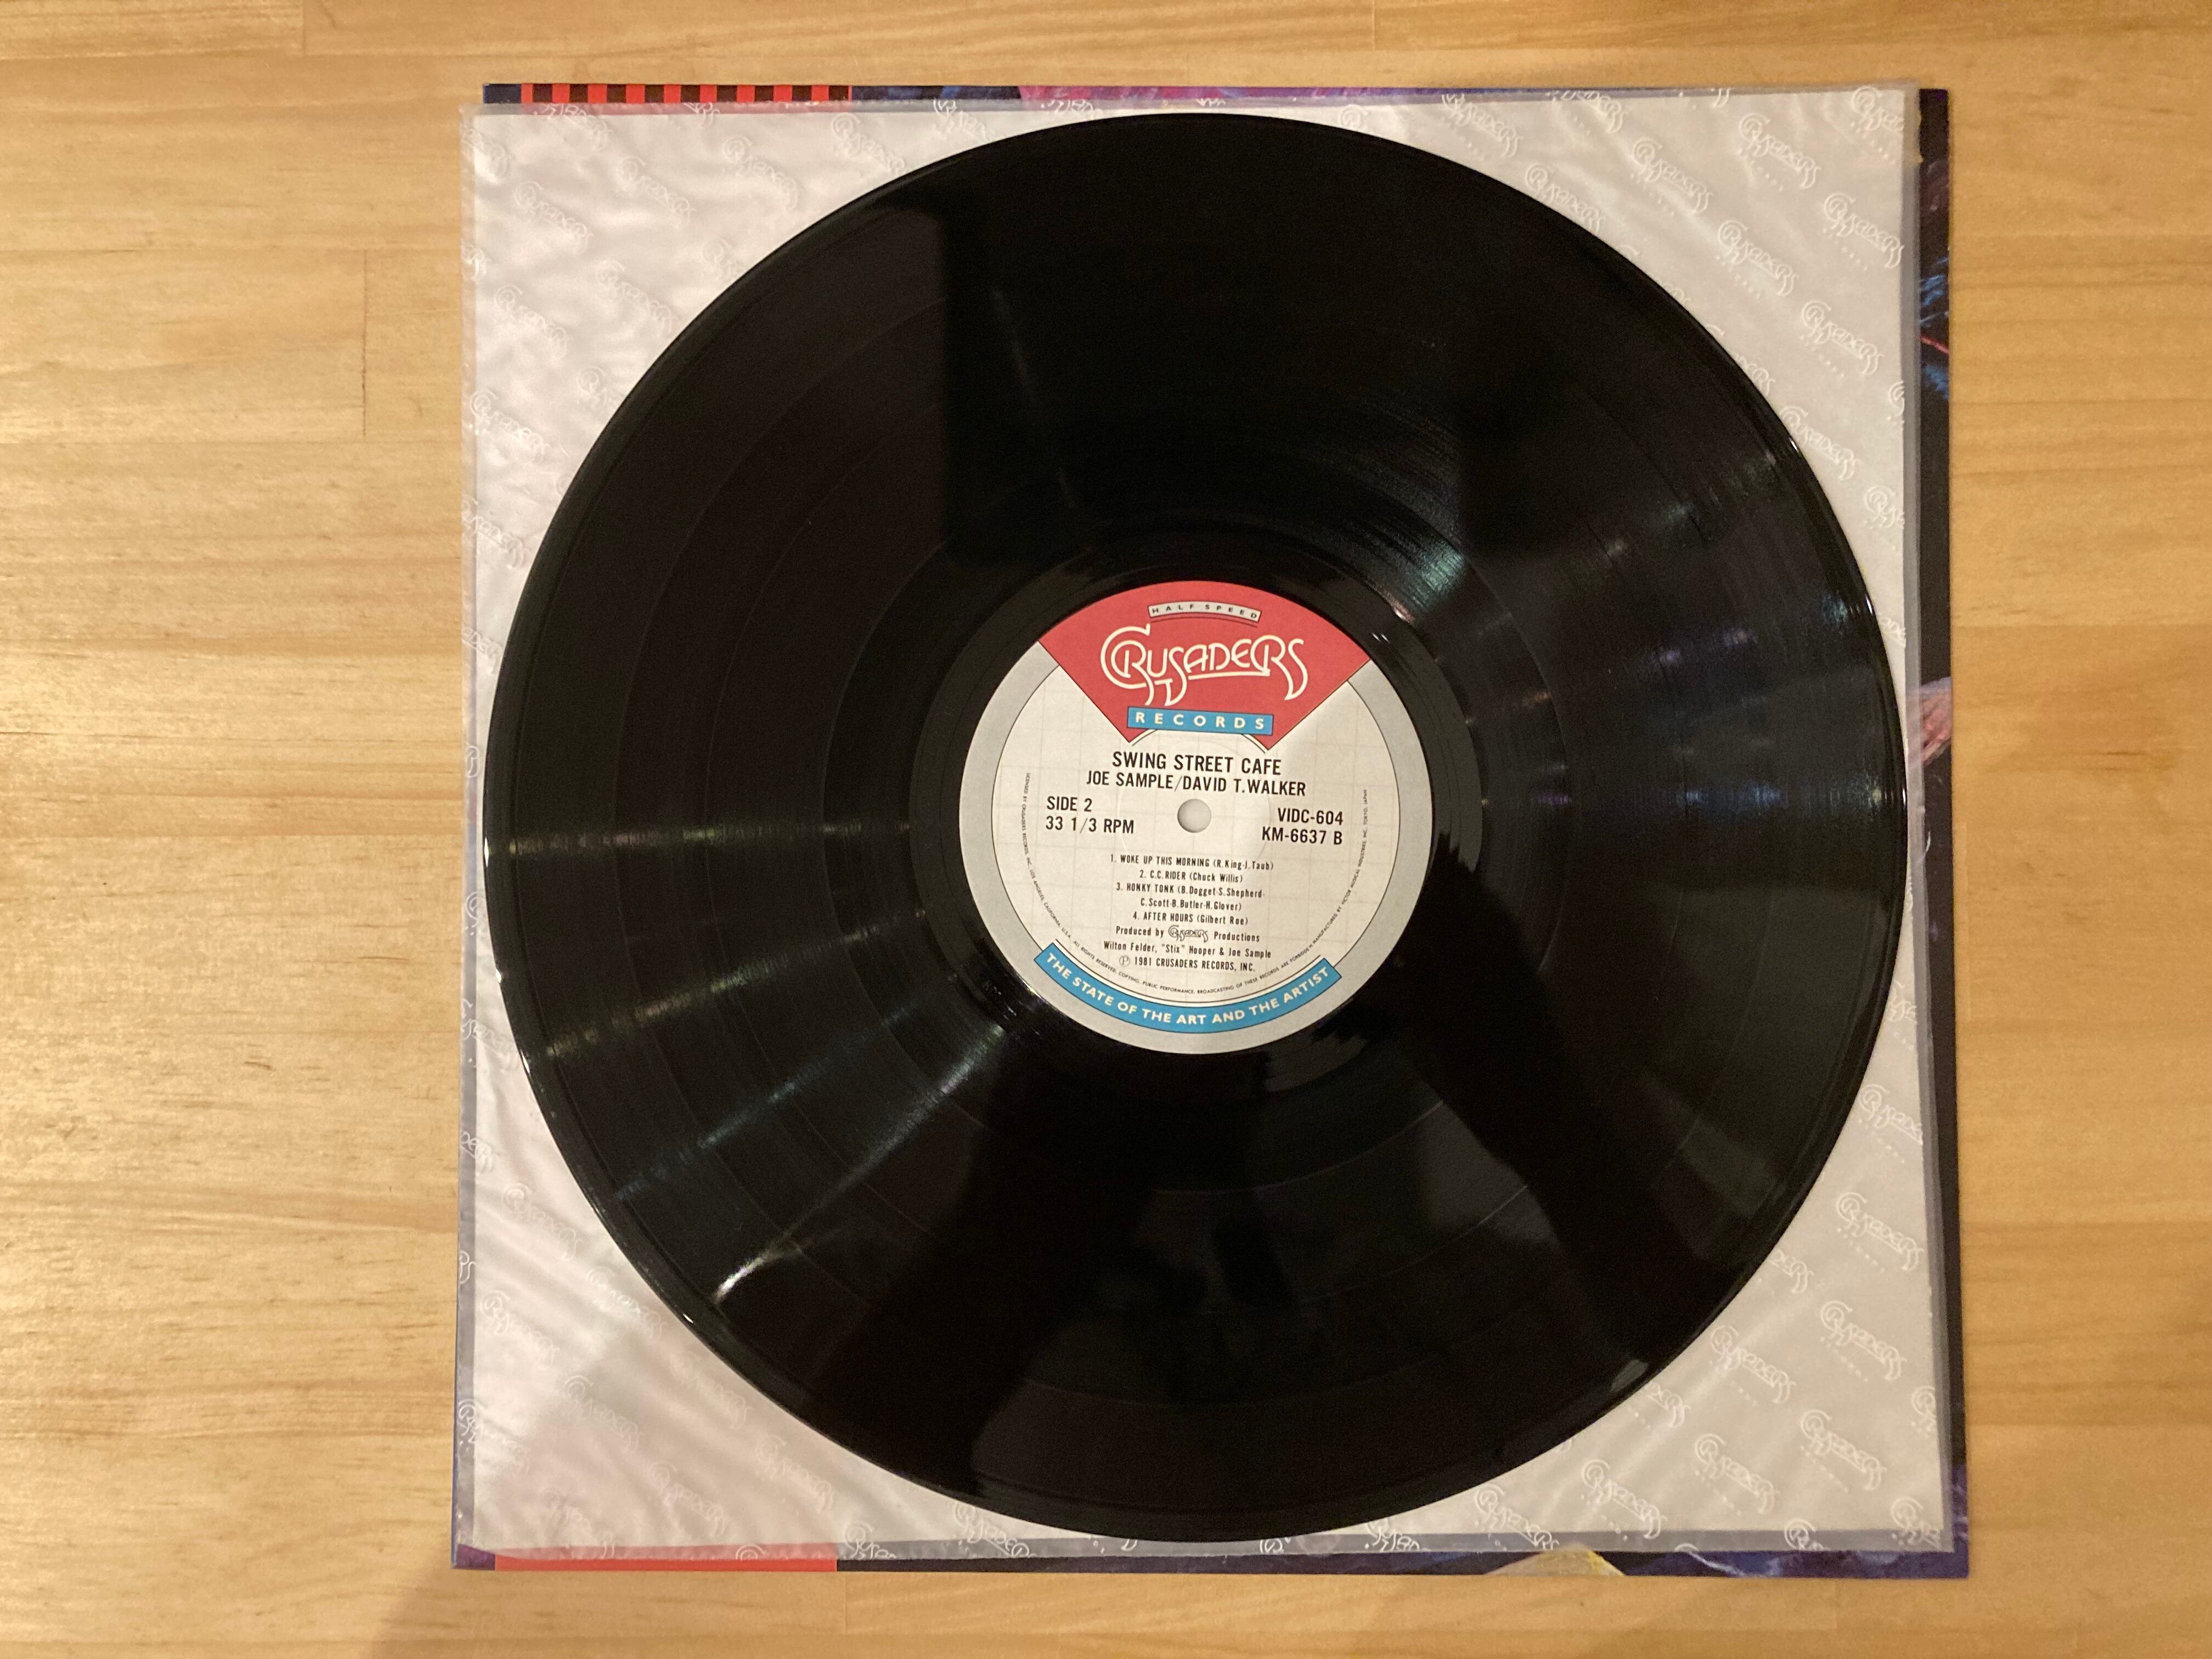 HALF SPEED
CRUSADERS
RECORDS
SWING STREET CAFE
JOE SAMPLE/DAVID T.WALKER
SIDE 2
33 1/3 RPM
VIDC-604
KM-6637 B
1. WOKE UP THIS MORNING (R.King-J.Taub)
2. C.C.RIDER (Chuck Willis)
3. HONKY TONK (B.Dogget-S.Shepherd-
C.Scott-B.Butler-H.Glover)
4. AFTER HOURS (Gilbert Rae)
Produced by CRUSADERS Productions
Wilton Felder, "Stix" Hooper & Joe Sample
Ⓟ 1981 CRUSADERS RECORDS, INC.
THE STATE OF THE ART AND THE ARTIST